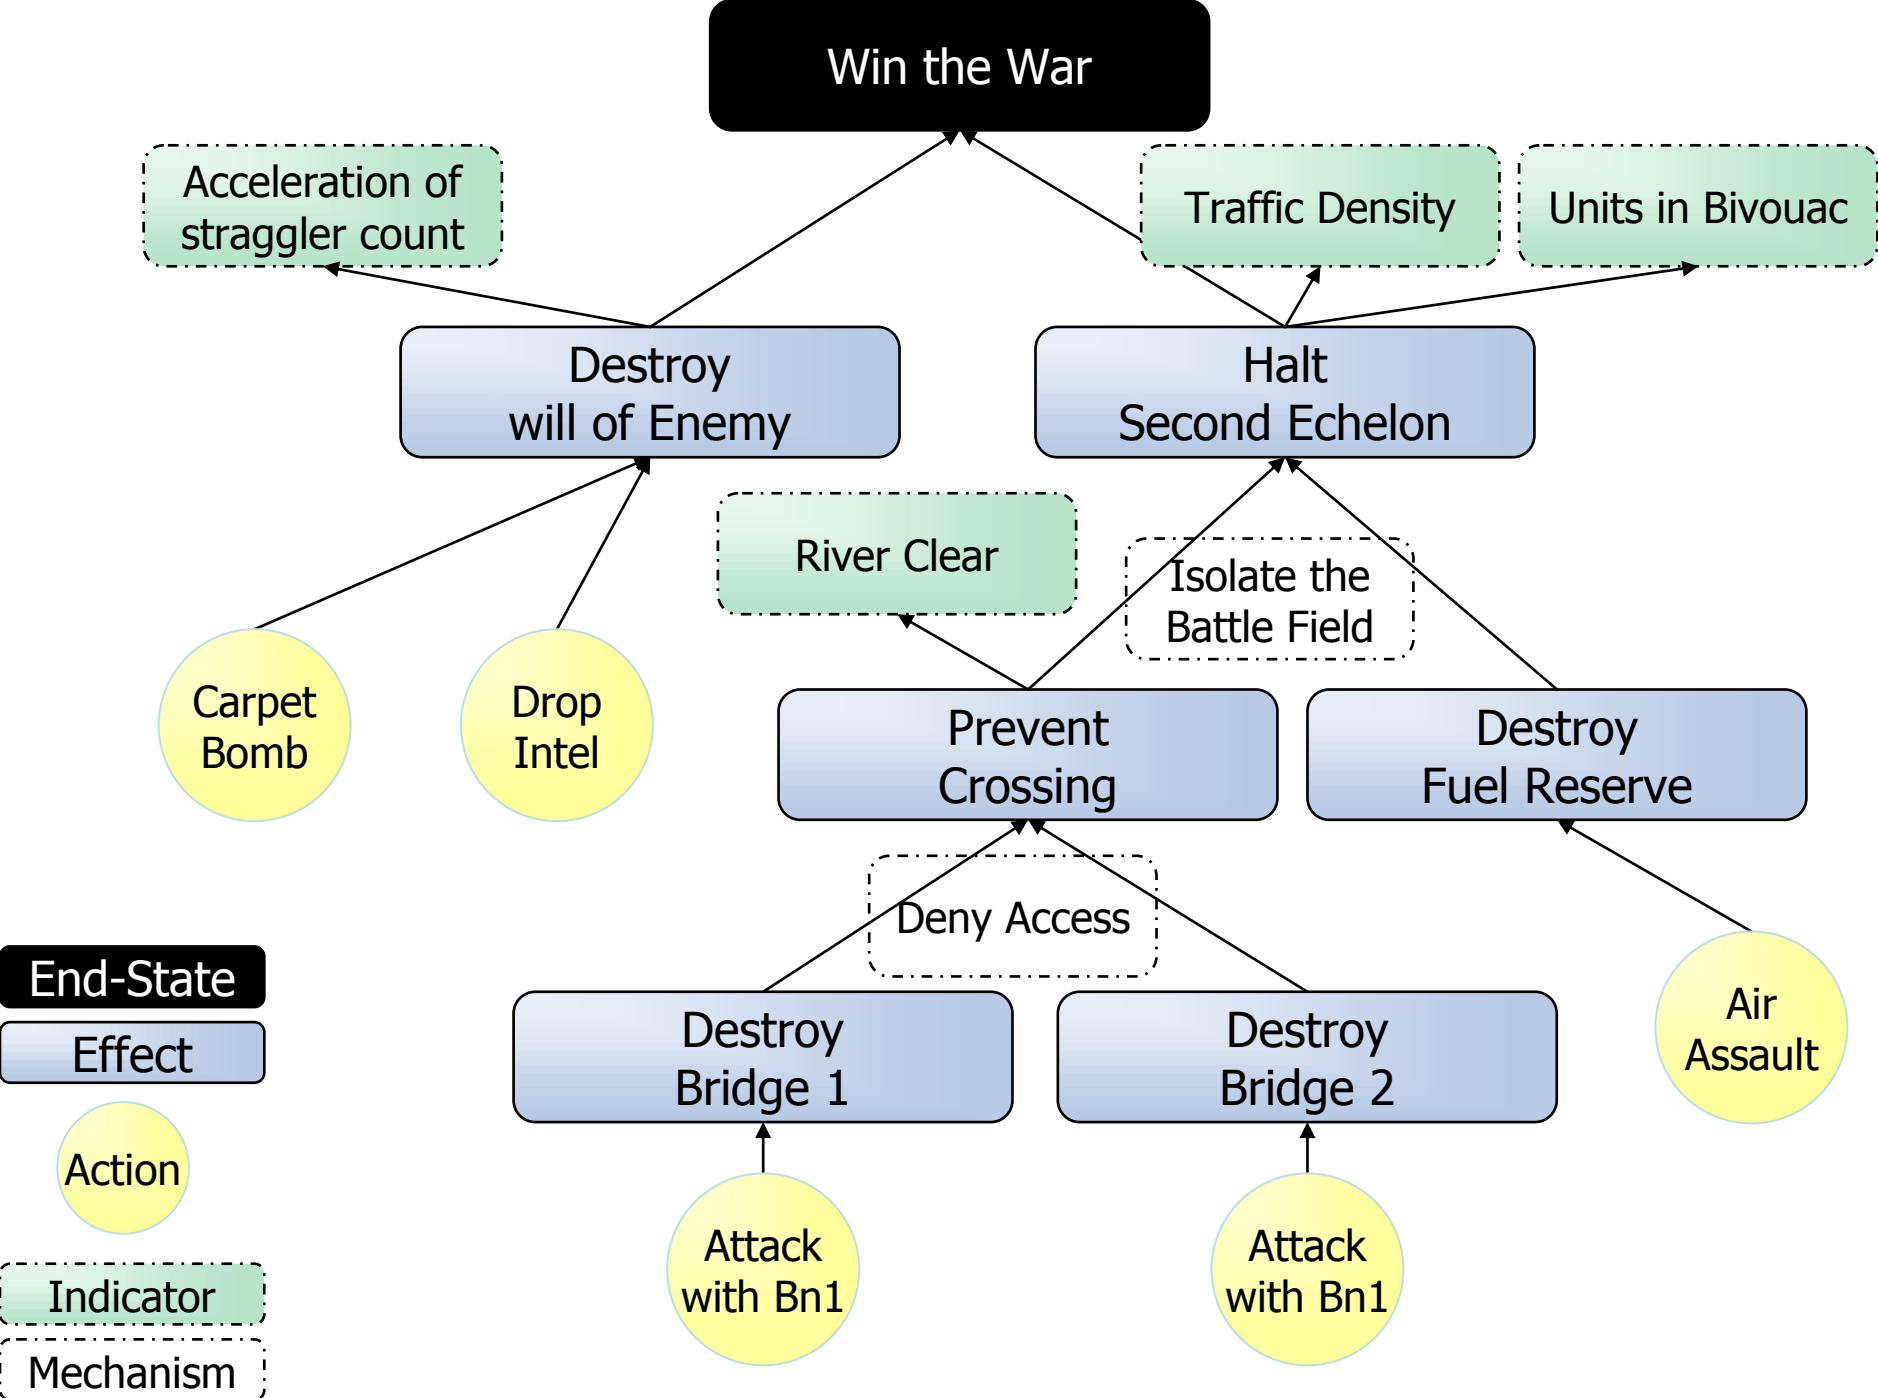 Win the War
Acceleration of
straggler count
Traffic Density
Units in Bivouac
Destroy
will of Enemy
Halt
Second Echelon
River Clear
Isolate the
Battle Field
Carpet
Bomb
Drop
Intel
Prevent
Crossing
Destroy
Fuel Reserve
Deny Access
End-State
Effect
Action
Indicator
Mechanism
Destroy
Bridge 1
Destroy
Bridge 2
Air
Assault
Attack
with Bn1
Attack
with Bn1